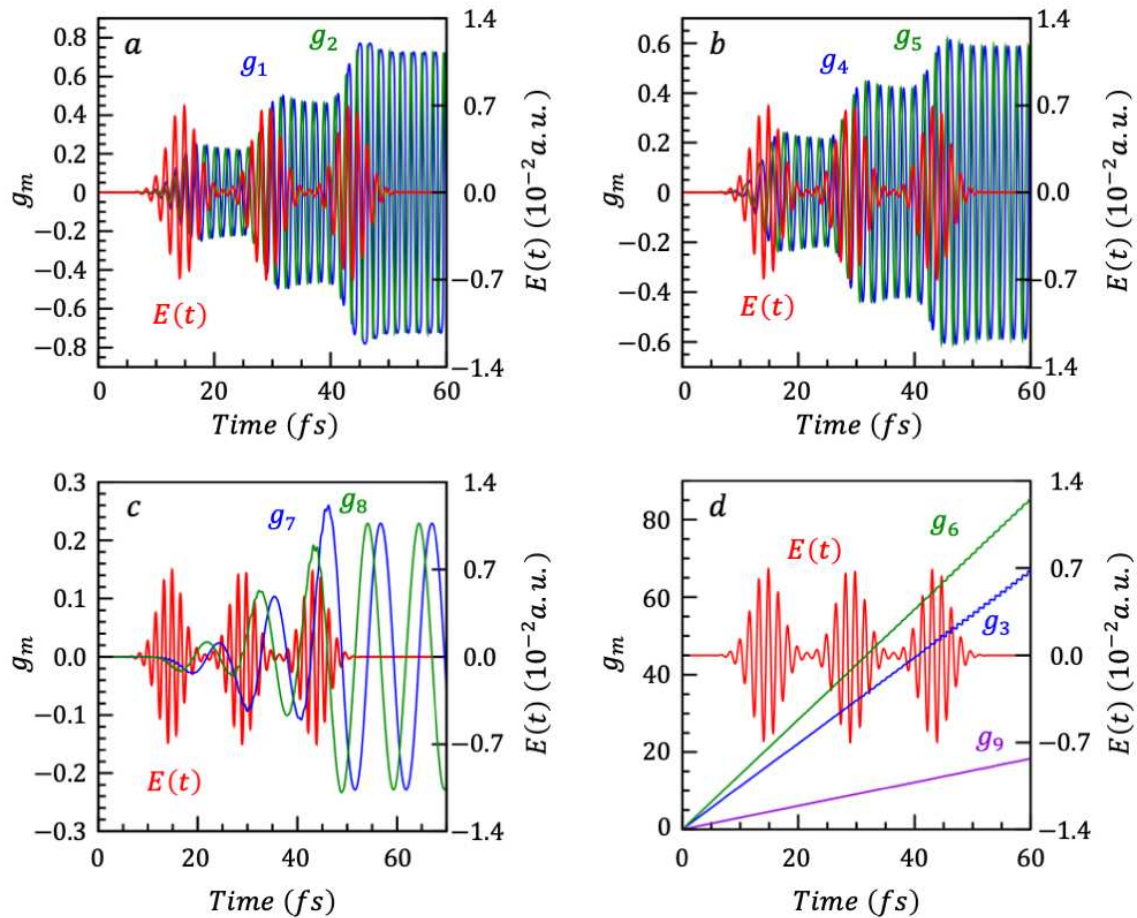 a g₂ b g₅
g₁ g₄
0.8 1.4 0.6 1.4
0.6 0.4
0.4 0.7 0.7
0.2 0.2
0 0.0 0 0.0
−0.2 −0.2
−0.4 −0.7 −0.4 −0.7
−0.6 E(t) −0.6 E(t)
−0.8 −1.4 −1.4
gₘ E(t) (10⁻² a.u.) gₘ E(t) (10⁻² a.u.)
0 20 40 60 0 20 40 60
Time (fs) Time (fs)
c g₇ g₈ d g₆
E(t)
0.3 1.4 1.4
0.2 0.7 80 0.7
0.1 60 g₃
0.0 0.0 40 0.0
−0.1 g₉
−0.2 −0.7 20 −0.7
E(t)
−0.3 −1.4 0 −1.4
gₘ E(t) (10⁻² a.u.) gₘ E(t) (10⁻² a.u.)
0 20 40 60 0 20 40 60
Time (fs) Time (fs)